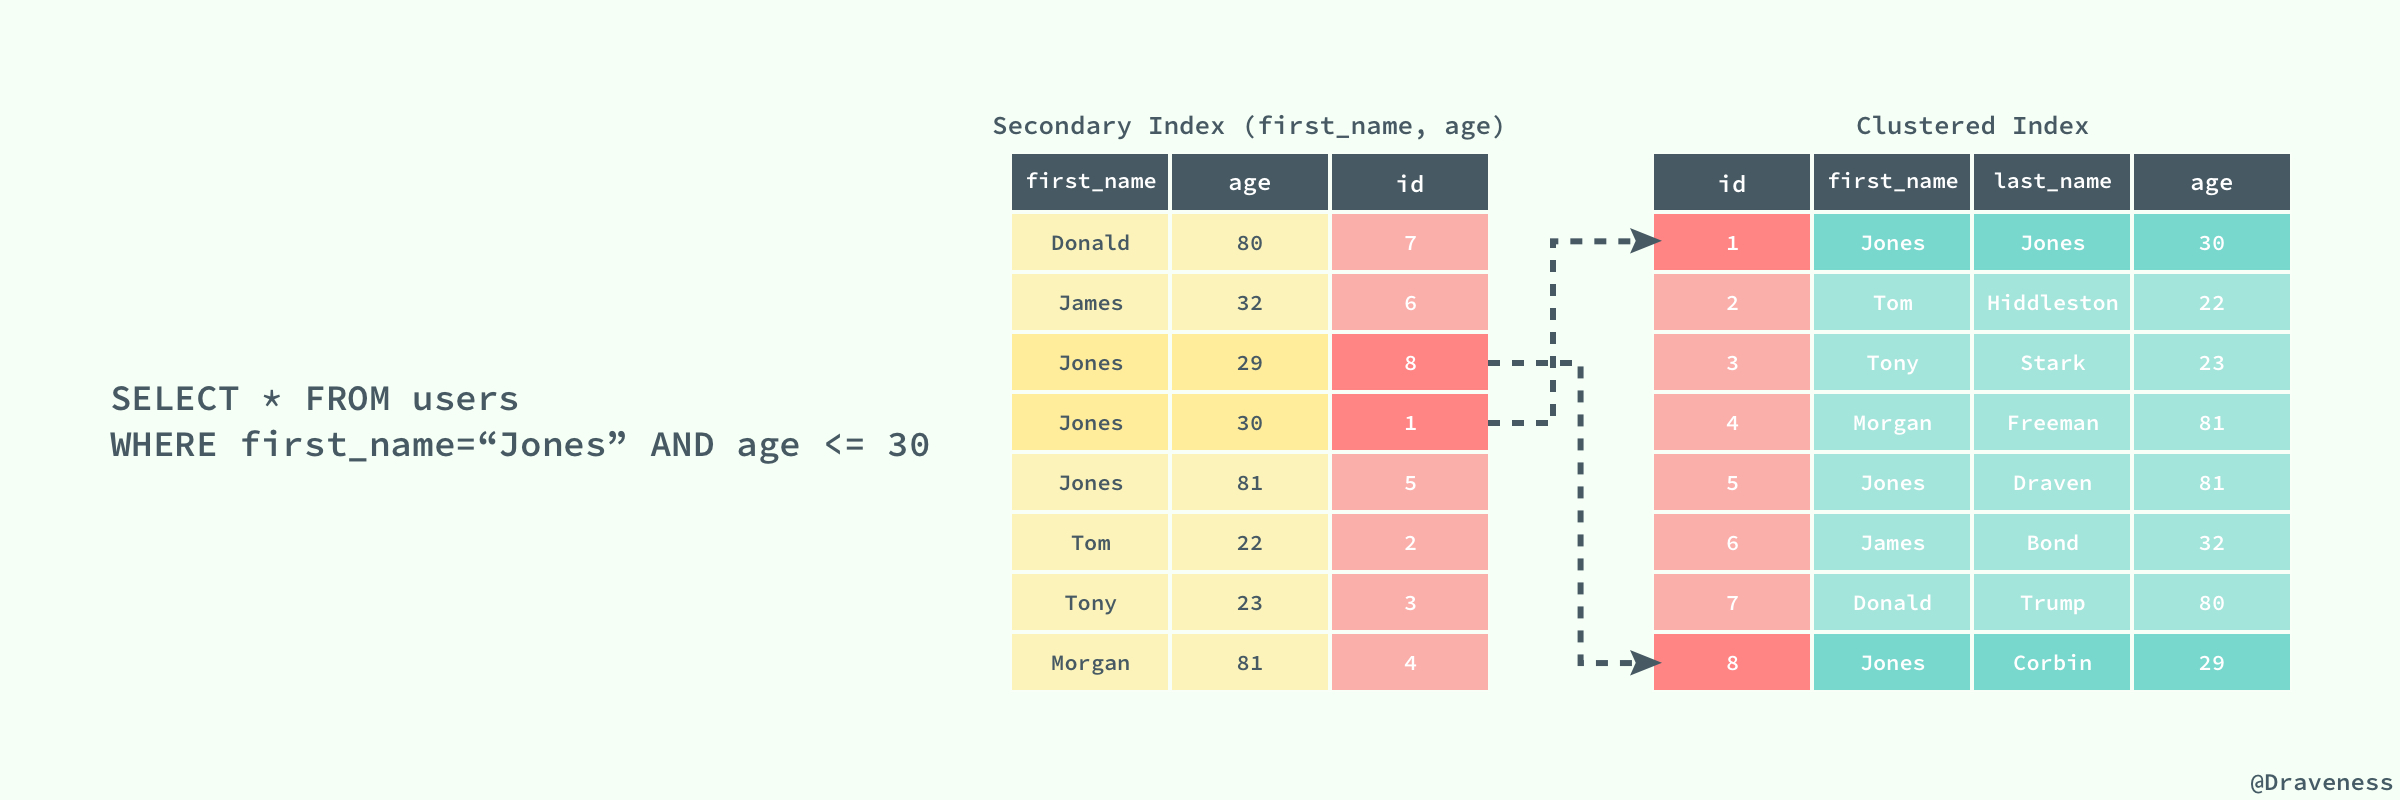 Secondary Index (first_name, age)
first_name age id
Donald 80 7
James 32 6
Jones 29 8
Jones 30 1
Jones 81 5
Tom 22 2
Tony 23 3
Morgan 81 4
SELECT * FROM users
WHERE first_name=“Jones” AND age <= 30
Clustered Index
id first_name last_name age
1 Jones Jones 30
2 Tom Hiddleston 22
3 Tony Stark 23
4 Morgan Freeman 81
5 Jones Draven 81
6 James Bond 32
7 Donald Trump 80
8 Jones Corbin 29
@Draveness